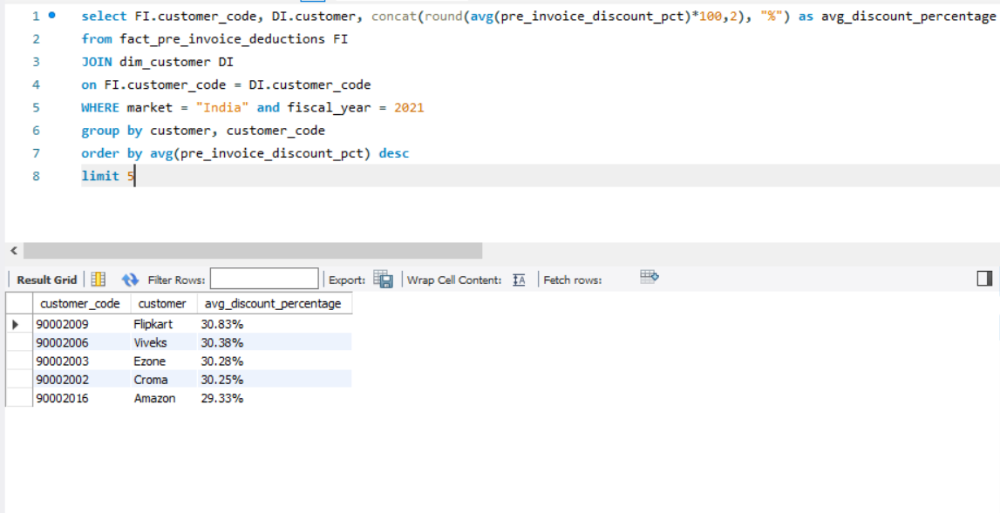 1 select FI.customer_code, DI.customer, concat(round(avg(pre_invoice_discount_pct)*100,2), "%") as avg_discount_percentage
2 from fact_pre_invoice_deductions FI
3 JOIN dim_customer DI
4 on FI.customer_code = DI.customer_code
5 WHERE market = "India" and fiscal_year = 2021
6 group by customer, customer_code
7 order by avg(pre_invoice_discount_pct) desc
8 limit 5
Result Grid Filter Rows: Export: Wrap Cell Content: IA Fetch rows:
customer_code customer avg_discount_percentage
90002009 Flipkart 30.83%
90002006 Viveks 30.38%
90002003 Ezone 30.28%
90002002 Croma 30.25%
90002016 Amazon 29.33%